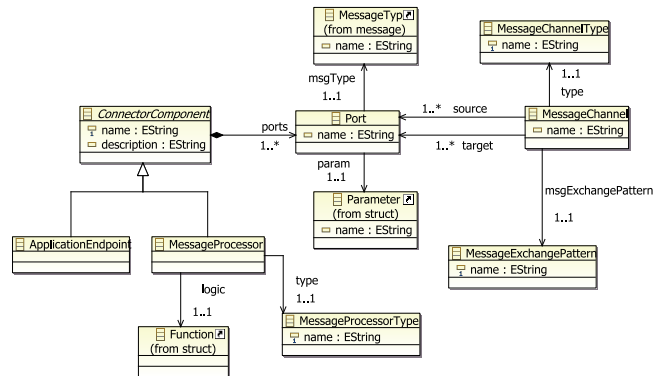 MessageTyp
(from message)
name : EString
MessageChannelType
name : EString
msgType
1..1
1..1
type
ConnectorComponent
name : EString
description : EString
ports
1..*
Port
name : EString
1..* source
1..* target
MessageChannel
name : EString
param
1..1
msgExchangePattern
1..1
Parameter
(from struct)
name : EString
ApplicationEndpoint
MessageProcessor
MessageExchangePattern
name : EString
logic
1..1
type
1..1
Function
(from struct)
MessageProcessorType
name : EString